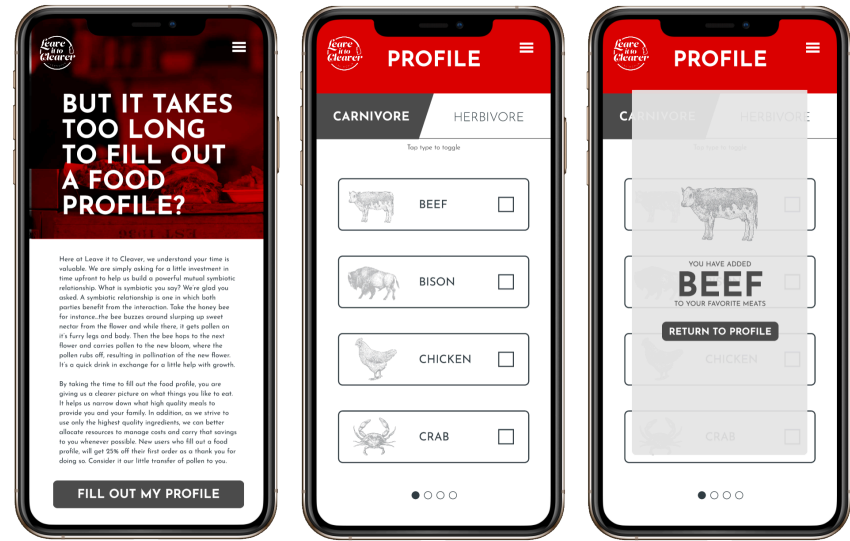 Leave
it to
Cleaver
BUT IT TAKES
TOO LONG
TO FILL OUT
A FOOD
PROFILE?
Here at Leave it to Cleaver, we understand your time is
valuable. We are simply asking for a little investment in
time upfront to help us build a powerful mutual symbiotic
relationship. What is symbiotic you say? We're glad you
asked. A symbiotic relationship is one in which both
parties benefit from the interaction. Take the honey bee
for instance...the bee buzzes around slurping up sweet
nectar from the flower and while there, it gets pollen on
it's furry legs and body. Then the bee hops to the next
flower and carries pollen to the new bloom, where the
pollen rubs off, resulting in pollination of the new flower.
It's a quick drink in exchange for a little help with growth.
By taking the time to fill out the food profile, you are
giving us a clearer picture on what things you like to eat.
It helps us narrow down what high quality meals to
provide you and your family. In addition, as we strive to
use only the highest quality ingredients, we can better
allocate resources to manage costs and carry that savings
to you whenever possible. New users who fill out a food
profile, will get 25% off their first order as a thank you for
doing so. Consider it our little transfer of pollen to you.
FILL OUT MY PROFILE
Leave
it to
Cleaver
PROFILE
CARNIVORE
HERBIVORE
Tap type to toggle
BEEF
BISON
CHICKEN
CRAB
Leave
it to
Cleaver
PROFILE
CARNIVORE
HERBIVORE
Tap type to toggle
YOU HAVE ADDED
BEEF
TO YOUR FAVORITE MEATS
RETURN TO PROFILE
CHICKEN
CRAB